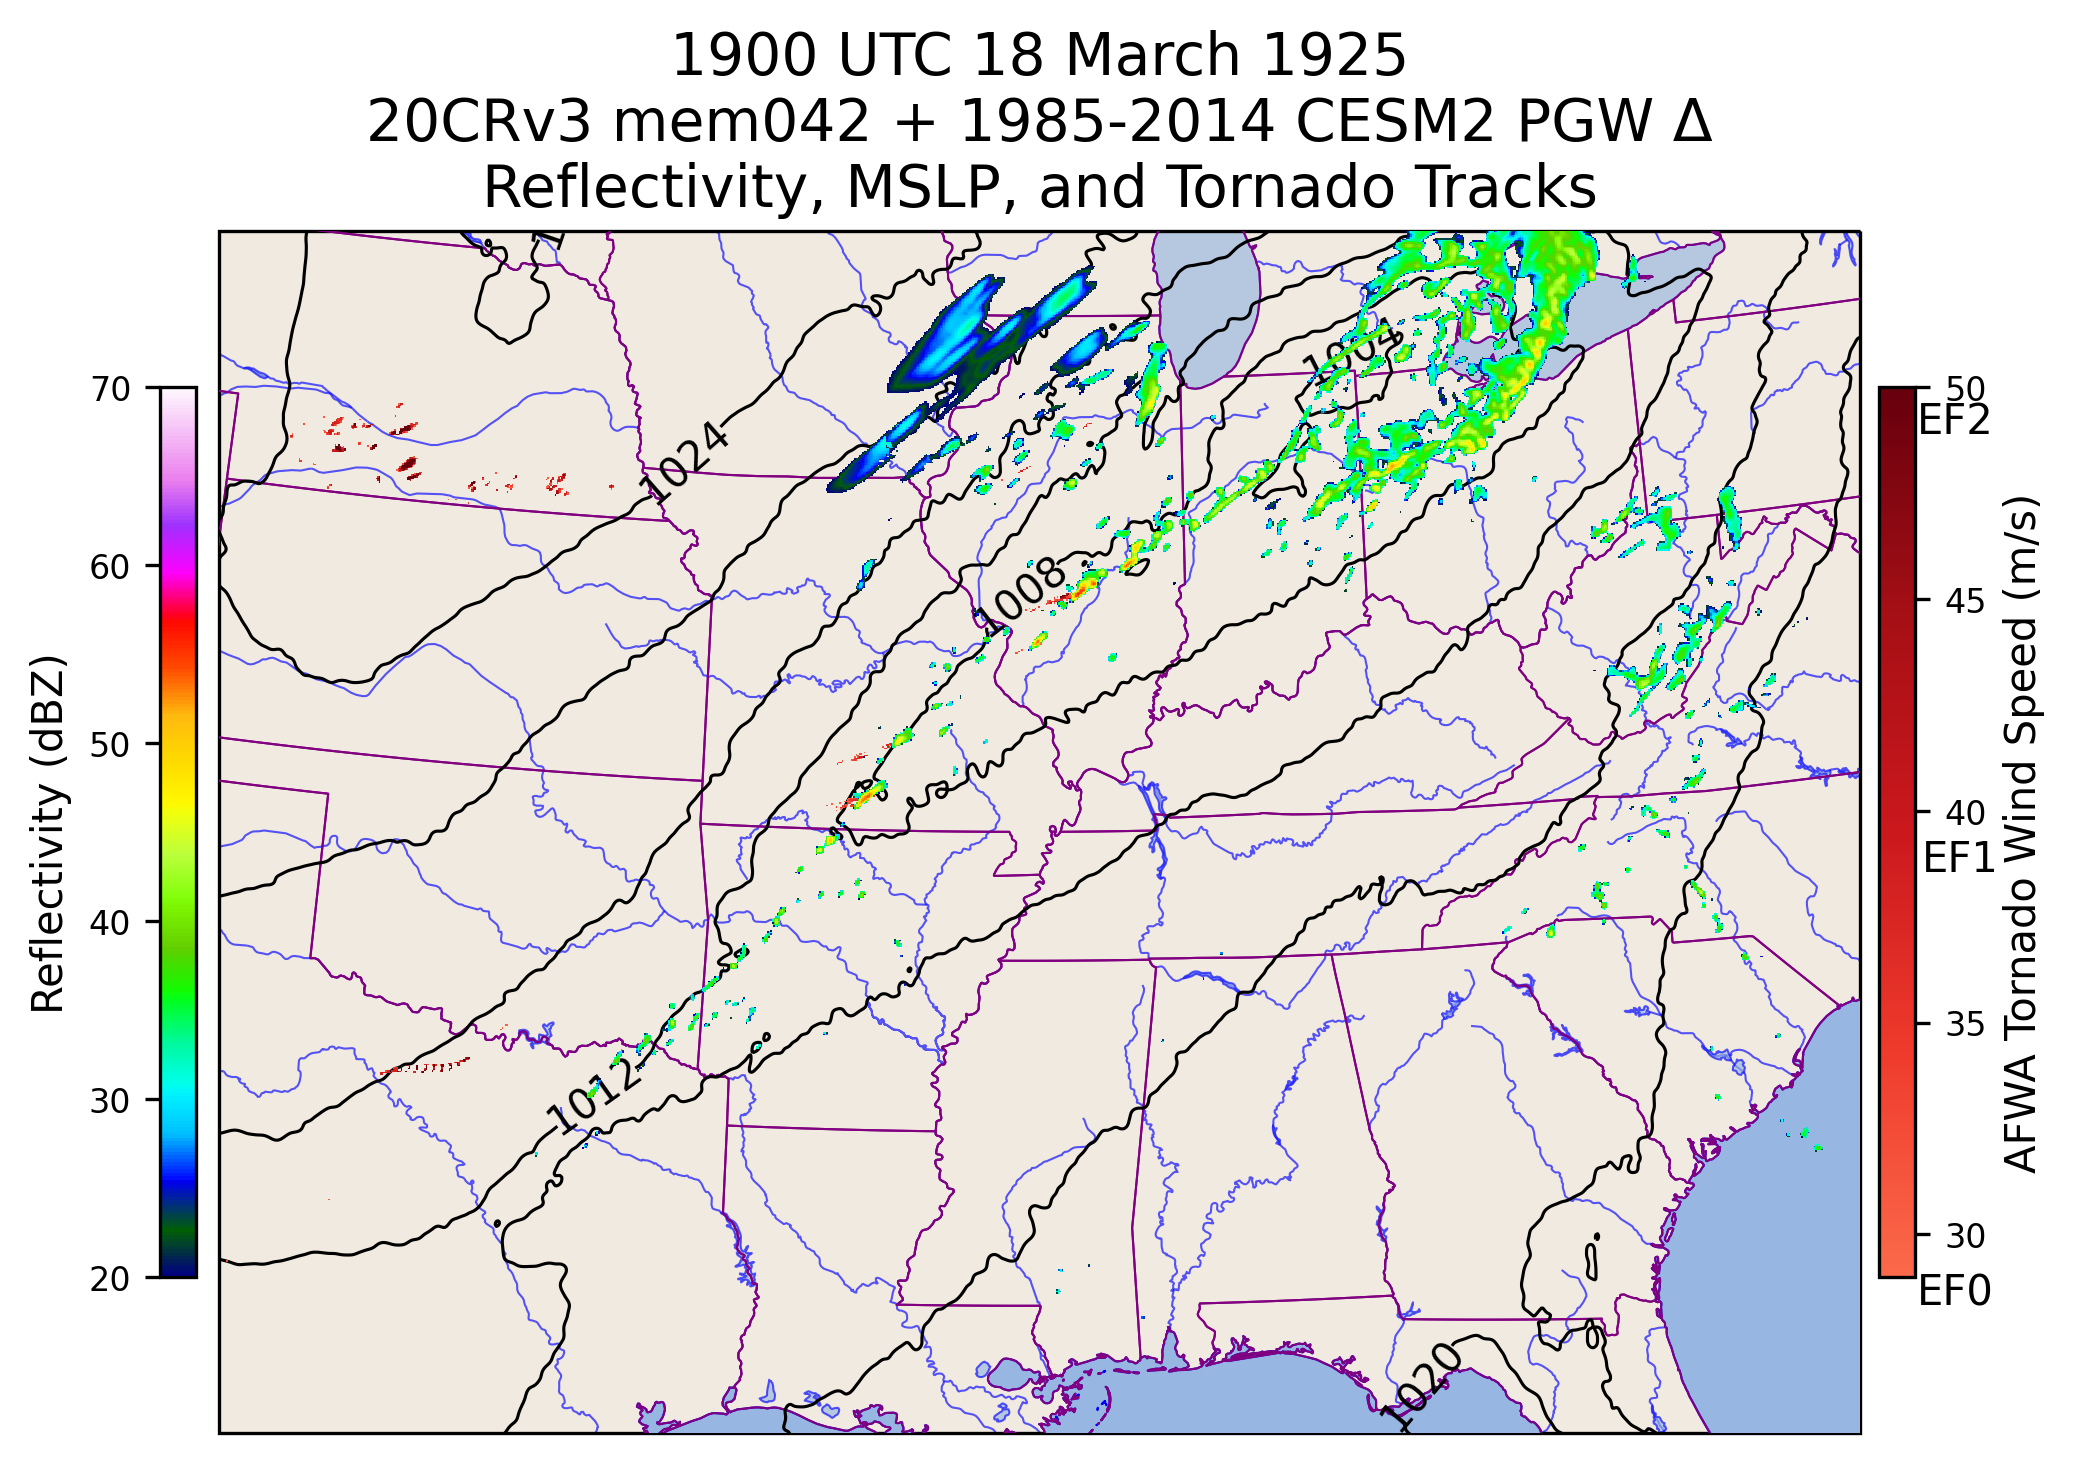 1900 UTC 18 March 1925
20CRv3 mem042 + 1985-2014 CESM2 PGW Δ
Reflectivity, MSLP, and Tornado Tracks
Reflectivity (dBZ)
70
60
50
40
30
20
1024
1004
1008
1012
1020
50
EF2
45
40
EF1
35
30
EF0
AFWA Tornado Wind Speed (m/s)